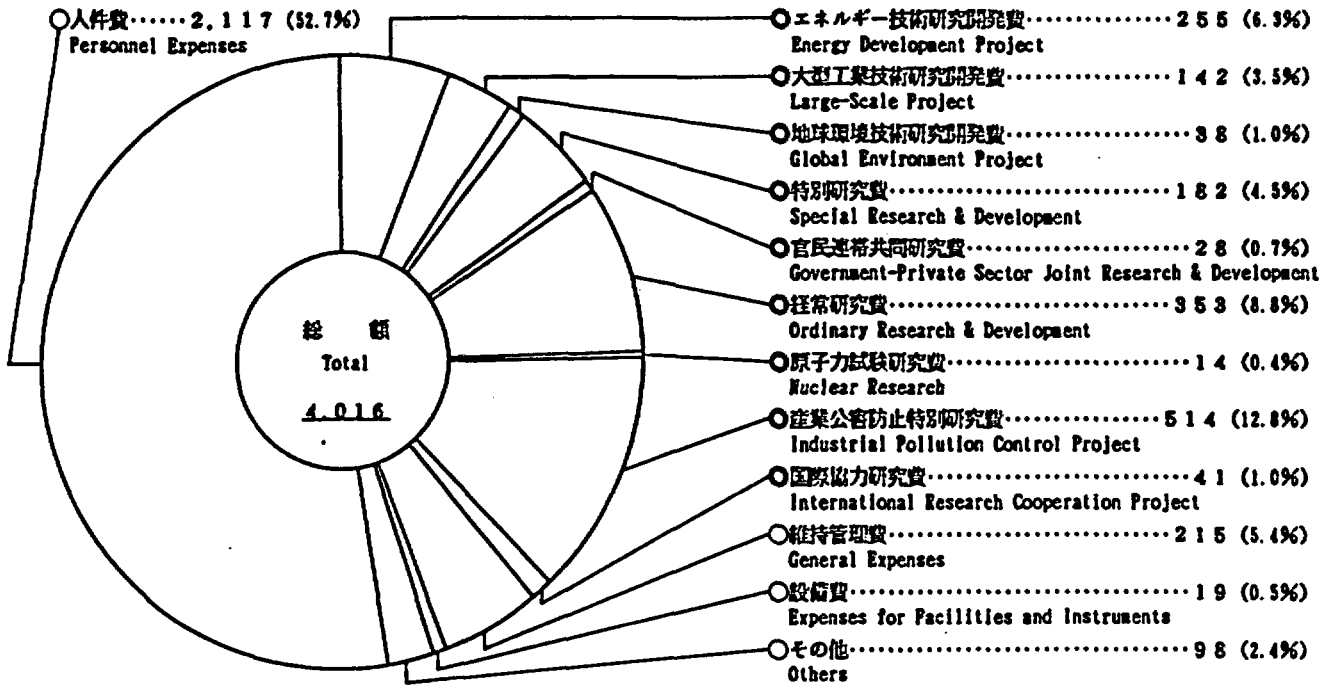 ○人件費······2,117 (52.7%)
Personnel Expenses
○エネルギー技術研究開発費···············255 (6.3%)
Energy Development Project
○大型工業技術研究開発費·················142 (3.5%)
Large-Scale Project
○地球環境技術研究開発費··················38 (1.0%)
Global Environment Project
○特別研究費·····························182 (4.5%)
Special Research & Development
○官民連帯共同研究費·····················28 (0.7%)
Government-Private Sector Joint Research & Development
○経常研究費·····························353 (8.8%)
Ordinary Research & Development
○原子力試験研究費·······················14 (0.4%)
Nuclear Research
○産業公害防止特別研究費················514 (12.8%)
Industrial Pollution Control Project
○国際協力研究費·························41 (1.0%)
International Research Cooperation Project
○維持管理費·····························215 (5.4%)
General Expenses
○設備費·································19 (0.5%)
Expenses for Facilities and Instruments
○その他·································98 (2.4%)
Others
総 額
Total
4,016